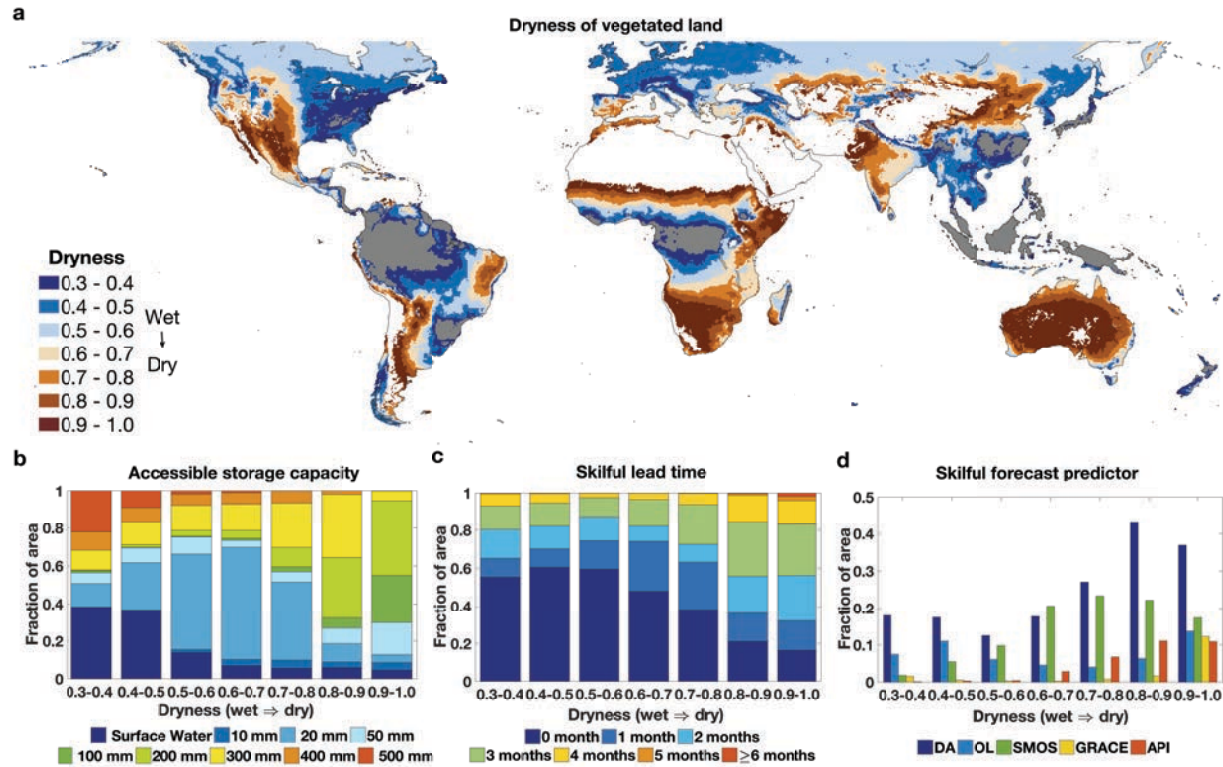 a
Dryness of vegetated land
Dryness
0.3 - 0.4
0.4 - 0.5
0.5 - 0.6
0.6 - 0.7
0.7 - 0.8
0.8 - 0.9
0.9 - 1.0
Wet
↓
Dry
b
Accessible storage capacity
Fraction of area
1
0.8
0.6
0.4
0.2
0
0.3-0.4 0.4-0.5 0.5-0.6 0.6-0.7 0.7-0.8 0.8-0.9 0.9-1.0
Dryness (wet ⇒ dry)
Surface Water 10 mm 20 mm 50 mm
100 mm 200 mm 300 mm 400 mm 500 mm
c
Skilful lead time
Fraction of area
1
0.8
0.6
0.4
0.2
0
0.3-0.4 0.4-0.5 0.5-0.6 0.6-0.7 0.7-0.8 0.8-0.9 0.9-1.0
Dryness (wet ⇒ dry)
0 month 1 month 2 months
3 months 4 months 5 months ≥6 months
d
Skilful forecast predictor
Fraction of area
0.5
0.4
0.3
0.2
0.1
0
0.3-0.4 0.4-0.5 0.5-0.6 0.6-0.7 0.7-0.8 0.8-0.9 0.9-1.0
Dryness (wet ⇒ dry)
DA OL SMOS GRACE API